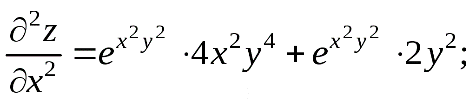 ∂²z/∂x² = e^{x²y²} · 4x²y⁴ + e^{x²y²} · 2y²;